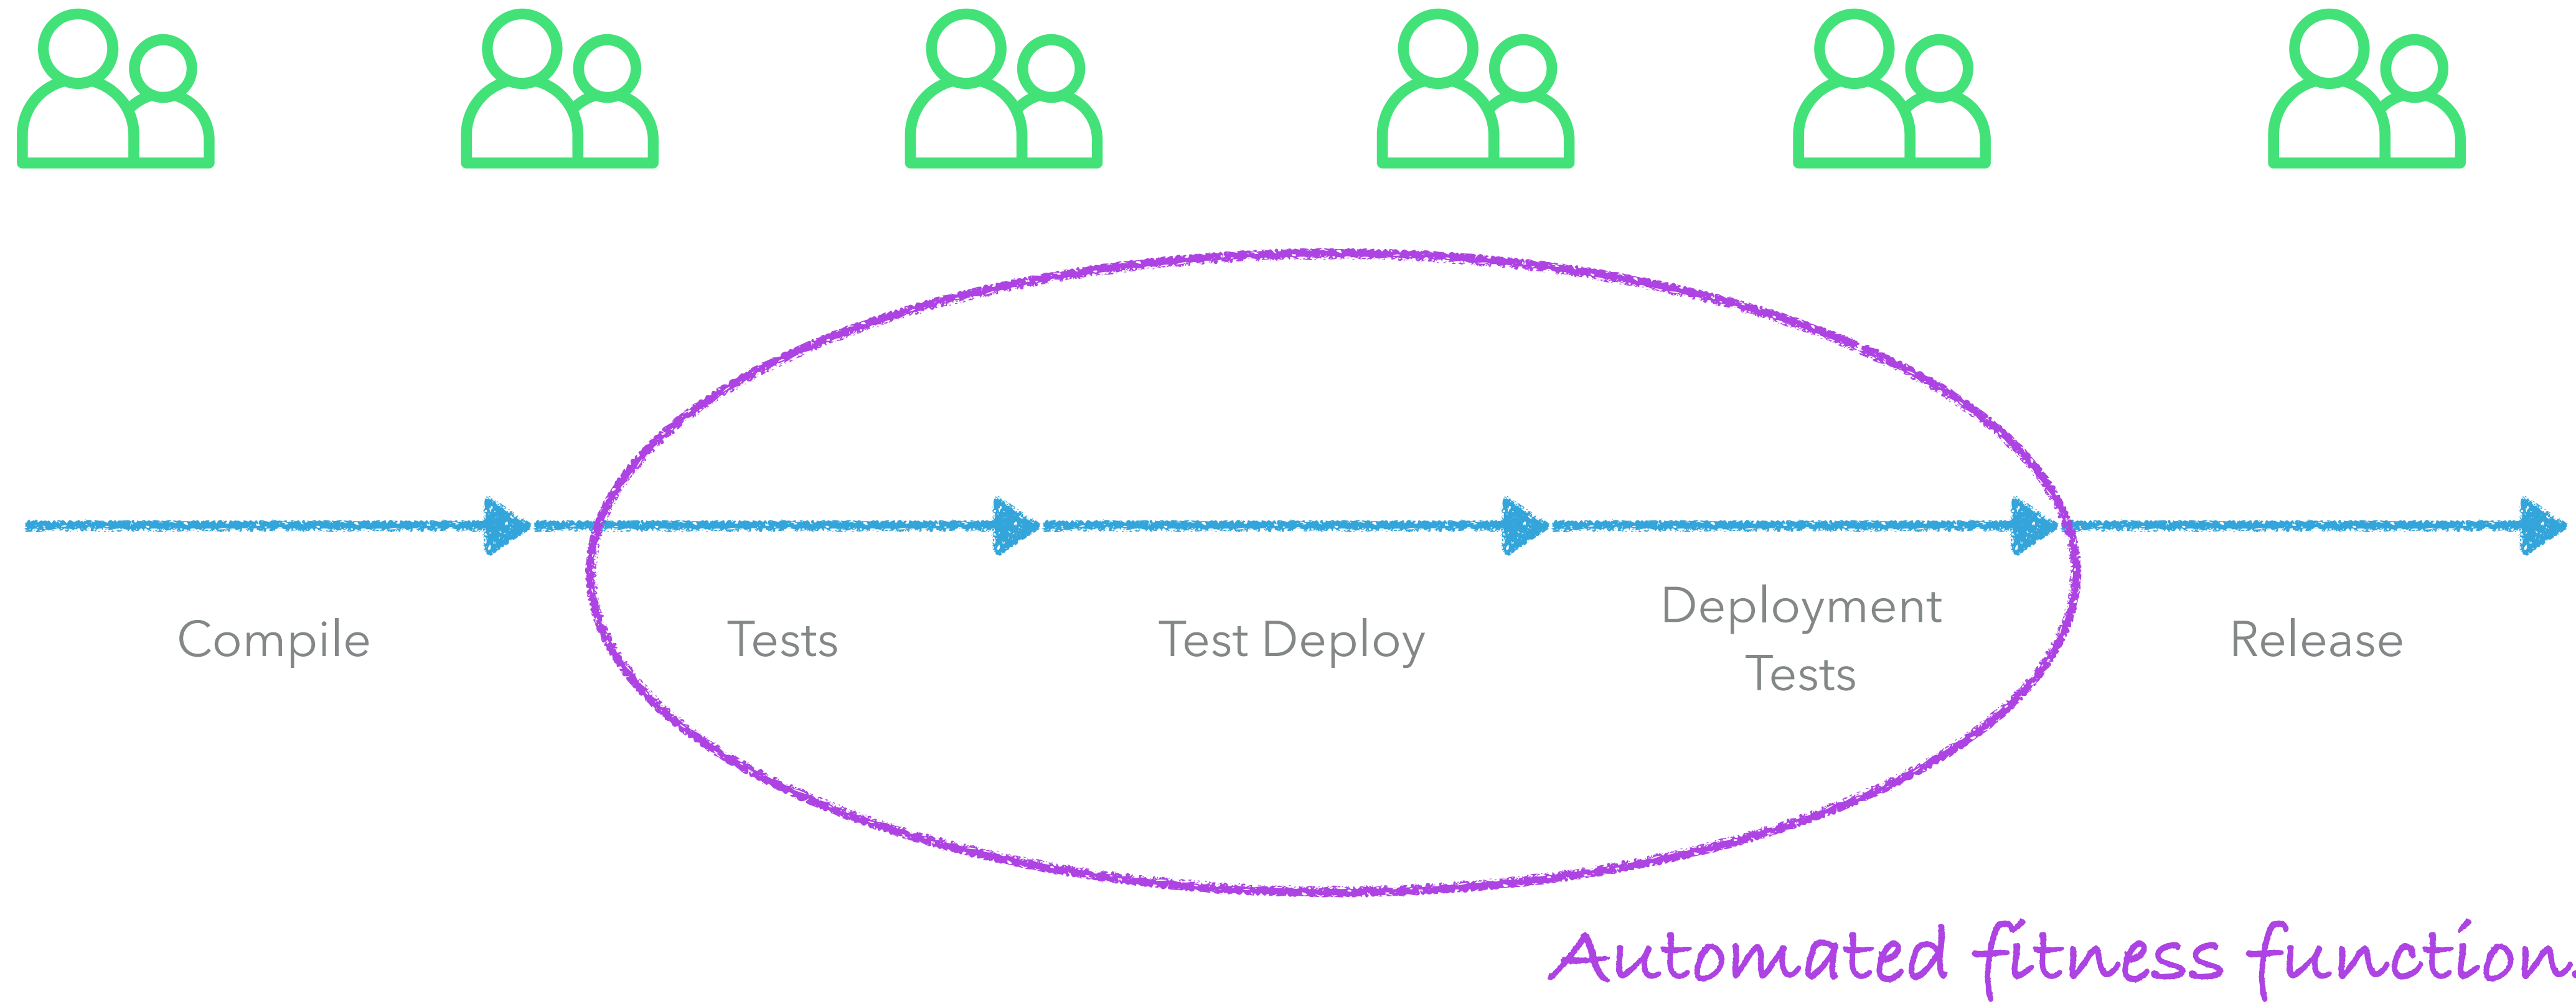 Compile
Tests
Test Deploy
Deployment
Tests
Release
Automated fitness function